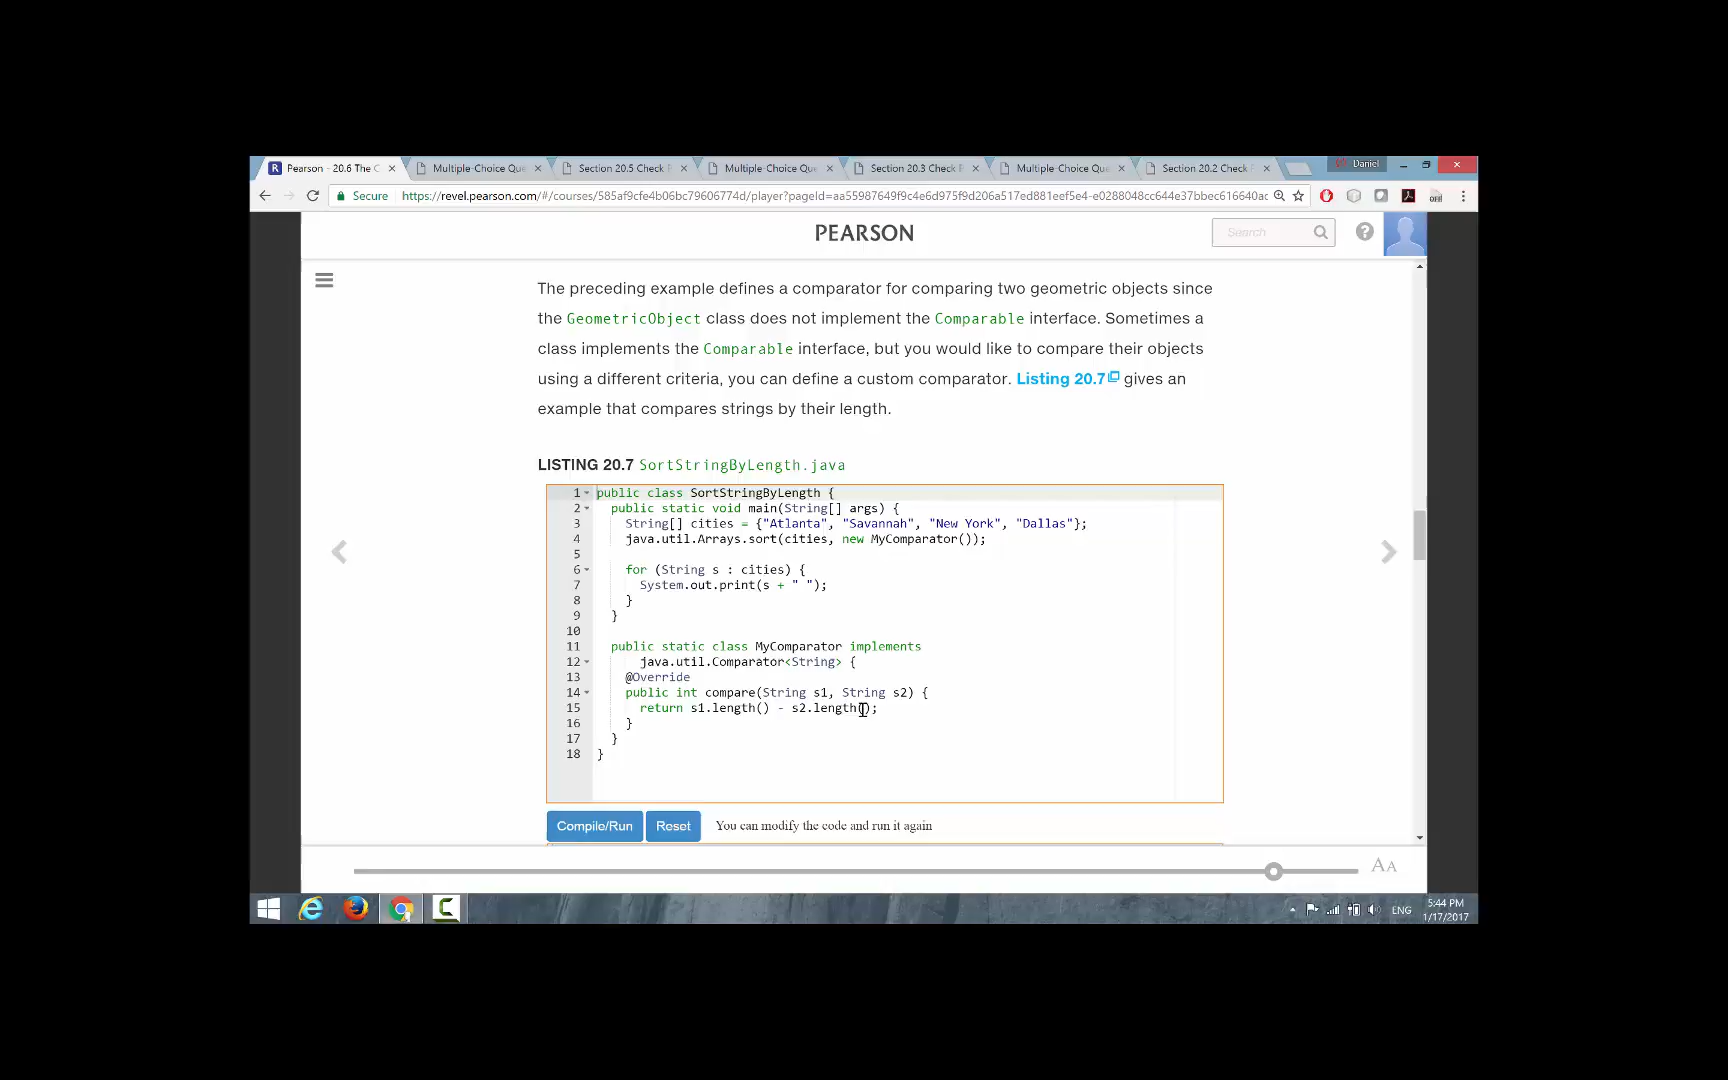 Pearson - 20.6 The C
Multiple-Choice Que
Section 20.5 Check P
Multiple-Choice Que
Section 20.3 Check P
Multiple-Choice Que
Section 20.2 Check P
Daniel
Secure
https://revel.pearson.com/#/courses/585af9cfe4b06bc79606774d/player?pageId=aa55987649f9c4e6d975f9d206a517ed881eef5e4-e0288048cc644e37bbec616640ac
PEARSON
Search
The preceding example defines a comparator for comparing two geometric objects since
the GeometricObject class does not implement the Comparable interface. Sometimes a
class implements the Comparable interface, but you would like to compare their objects
using a different criteria, you can define a custom comparator. Listing 20.7 gives an
example that compares strings by their length.
LISTING 20.7 SortStringByLength.java
1 public class SortStringByLength {
2 public static void main(String[] args) {
3 String[] cities = {"Atlanta", "Savannah", "New York", "Dallas"};
4 java.util.Arrays.sort(cities, new MyComparator());
5
6 for (String s : cities) {
7 System.out.print(s + " ");
8 }
9 }
10
11 public static class MyComparator implements
12 java.util.Comparator<String> {
13 @Override
14 public int compare(String s1, String s2) {
15 return s1.length() - s2.length();
16 }
17 }
18 }
Compile/Run Reset You can modify the code and run it again
AA
ENG
5:44 PM
1/17/2017